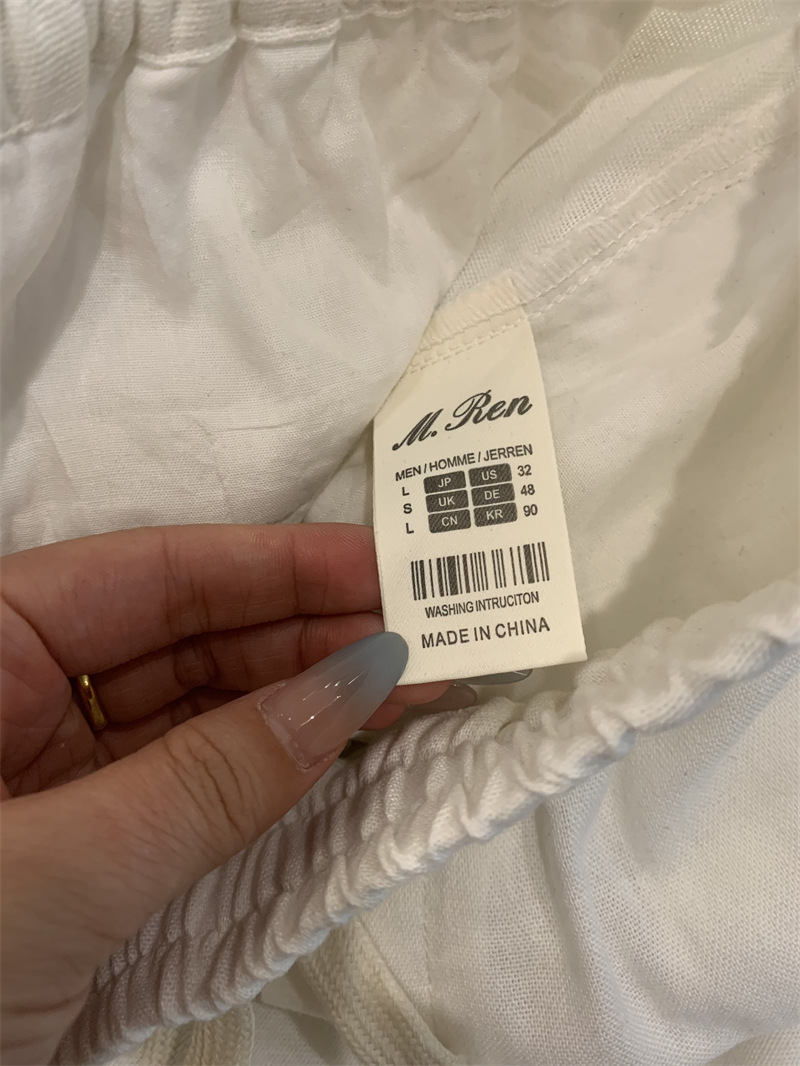 M. Ren
MEN / HOMME / JERREN
L JP US 32
S UK DE 48
L CN KR 90
WASHING INTRUCITON
MADE IN CHINA